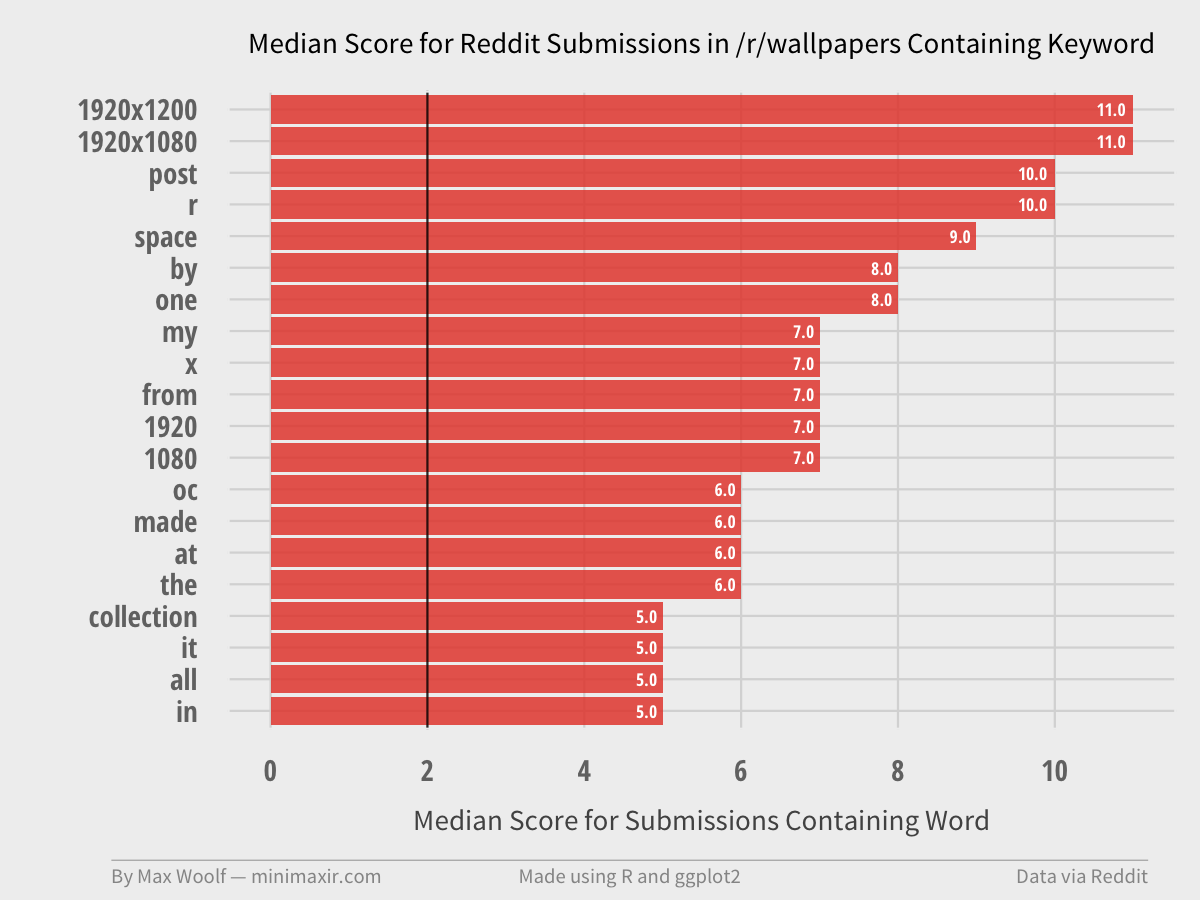 Median Score for Reddit Submissions in /r/wallpapers Containing Keyword
1920x1200 11.0
1920x1080 11.0
post 10.0
r 10.0
space 9.0
by 8.0
one 8.0
my 7.0
x 7.0
from 7.0
1920 7.0
1080 7.0
oc 6.0
made 6.0
at 6.0
the 6.0
collection 5.0
it 5.0
all 5.0
in 5.0
0 2 4 6 8 10
Median Score for Submissions Containing Word
By Max Woolf — minimaxir.com Made using R and ggplot2 Data via Reddit